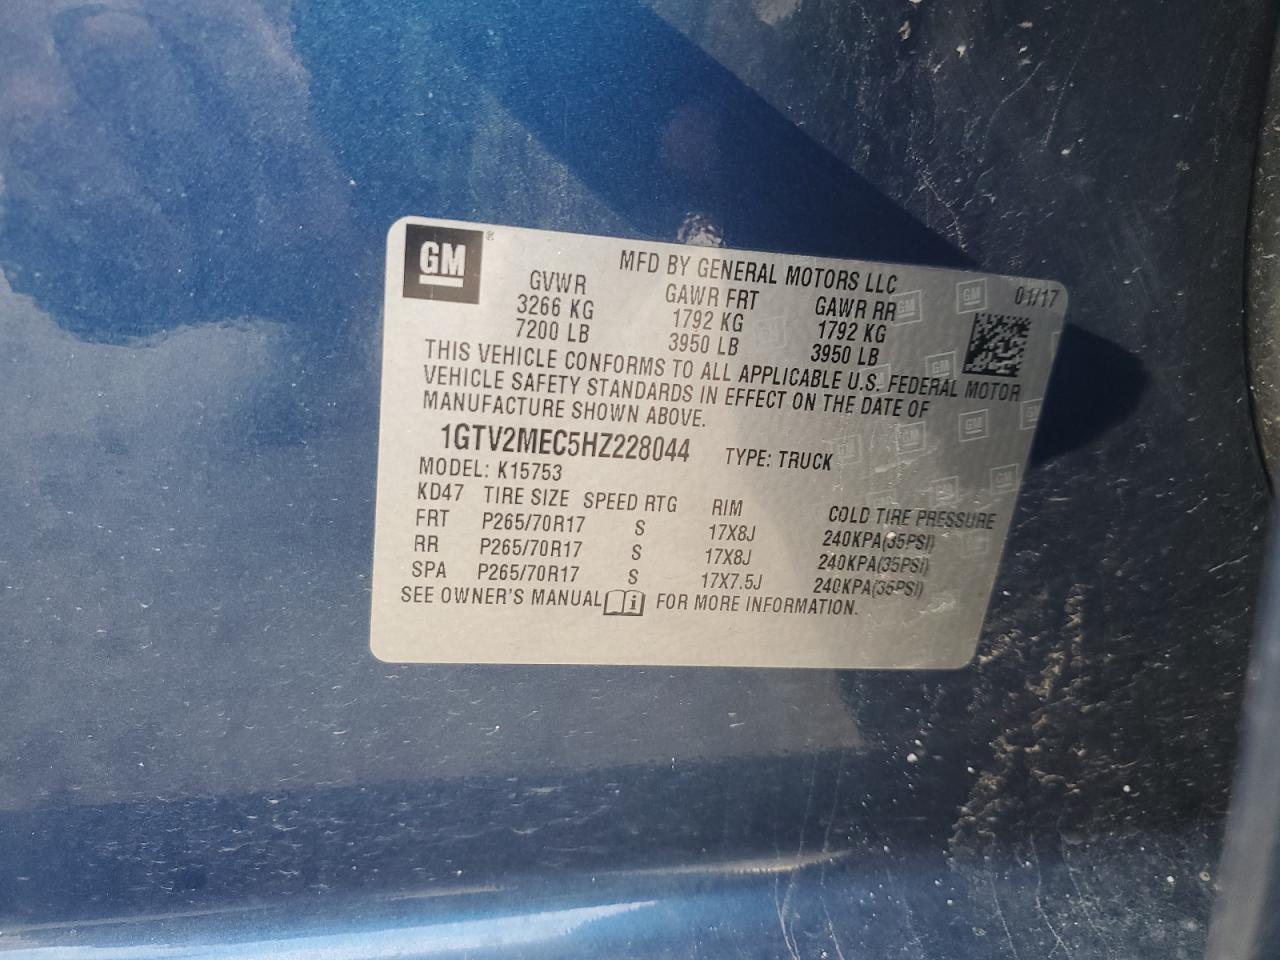 GM®
MFD BY GENERAL MOTORS LLC
01/17
GVWR GAWR FRT GAWR RR
3266 KG 1792 KG 1792 KG
7200 LB 3950 LB 3950 LB
THIS VEHICLE CONFORMS TO ALL APPLICABLE U.S. FEDERAL MOTOR
VEHICLE SAFETY STANDARDS IN EFFECT ON THE DATE OF
MANUFACTURE SHOWN ABOVE.
1GTV2MEC5HZ228044 TYPE: TRUCK
MODEL: K15753
KD47 TIRE SIZE SPEED RTG RIM COLD TIRE PRESSURE
FRT P265/70R17 S 17X8J 240KPA(35PSI)
RR P265/70R17 S 17X8J 240KPA(35PSI)
SPA P265/70R17 S 17X7.5J 240KPA(35PSI)
SEE OWNER'S MANUAL i FOR MORE INFORMATION.